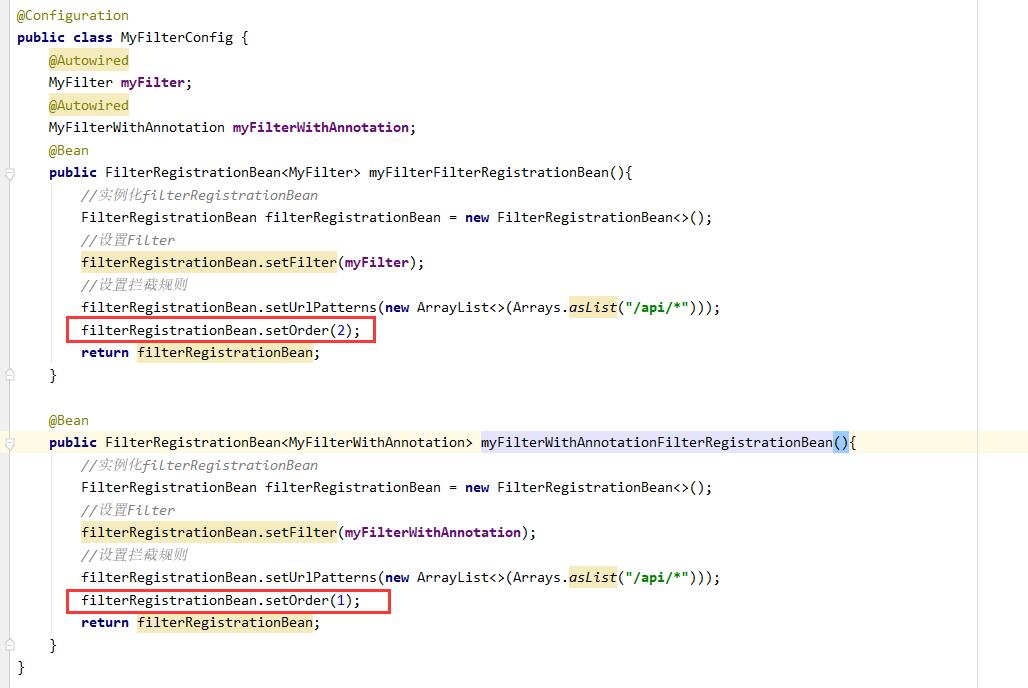 @Configuration
public class MyFilterConfig {
    @Autowired
    MyFilter myFilter;
    @Autowired
    MyFilterWithAnnotation myFilterWithAnnotation;
    @Bean
    public FilterRegistrationBean<MyFilter> myFilterFilterRegistrationBean(){
        //实例化filterRegistrationBean
        FilterRegistrationBean filterRegistrationBean = new FilterRegistrationBean<>();
        //设置Filter
        filterRegistrationBean.setFilter(myFilter);
        //设置拦截规则
        filterRegistrationBean.setUrlPatterns(new ArrayList<>(Arrays.asList("/api/*")));
        filterRegistrationBean.setOrder(2);
        return filterRegistrationBean;
    }

    @Bean
    public FilterRegistrationBean<MyFilterWithAnnotation> myFilterWithAnnotationFilterRegistrationBean(){
        //实例化filterRegistrationBean
        FilterRegistrationBean filterRegistrationBean = new FilterRegistrationBean<>();
        //设置Filter
        filterRegistrationBean.setFilter(myFilterWithAnnotation);
        //设置拦截规则
        filterRegistrationBean.setUrlPatterns(new ArrayList<>(Arrays.asList("/api/*")));
        filterRegistrationBean.setOrder(1);
        return filterRegistrationBean;
    }
}